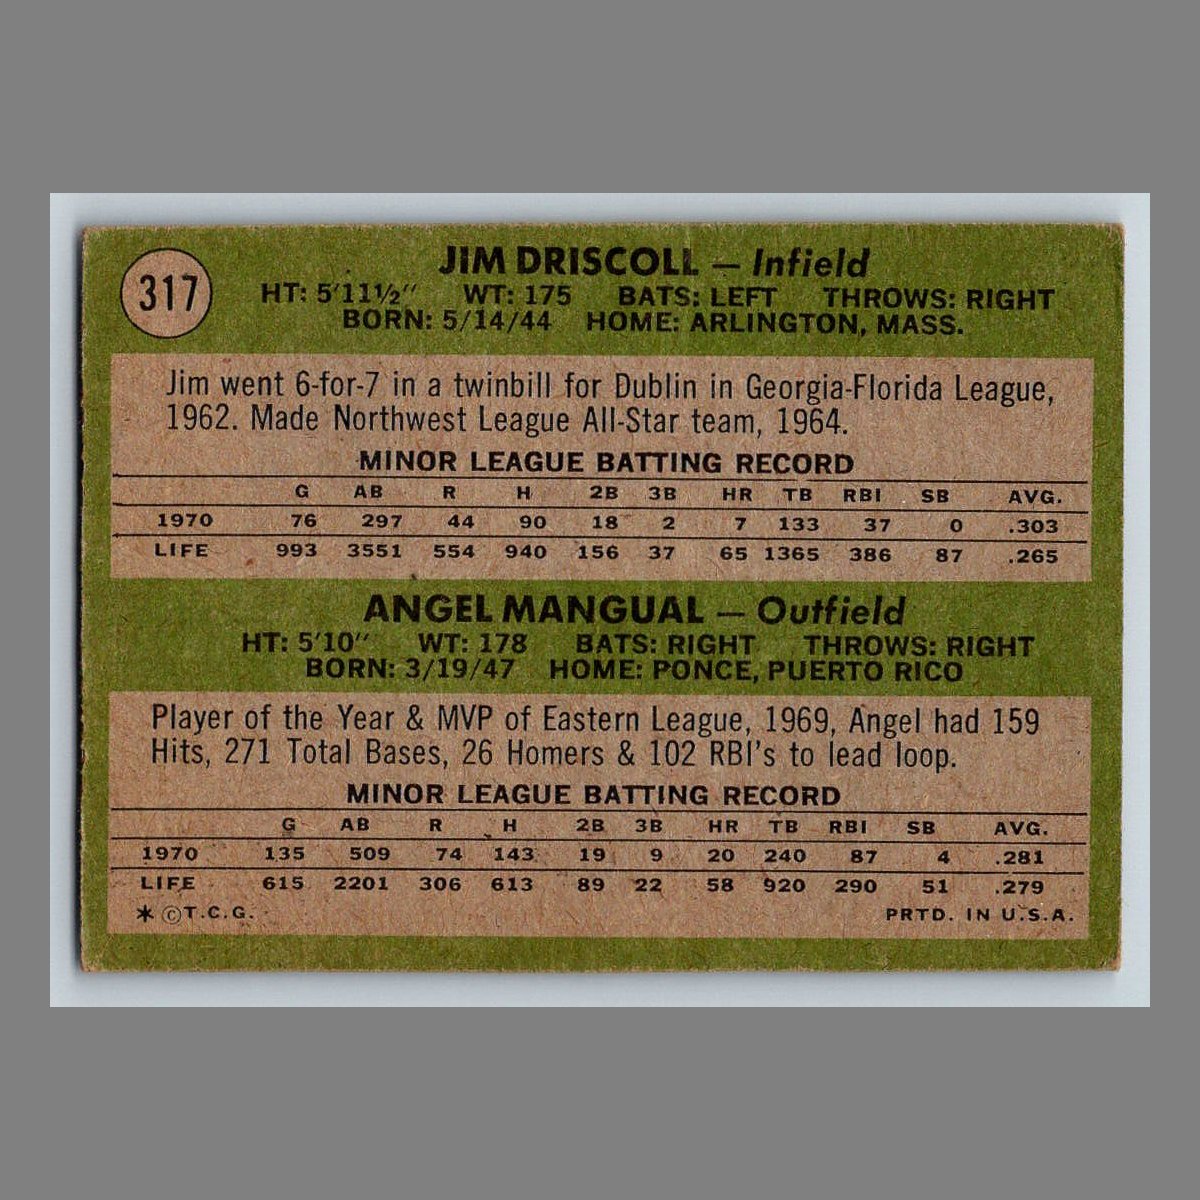 317
JIM DRISCOLL — Infield
HT: 5'11½" WT: 175 BATS: LEFT THROWS: RIGHT
BORN: 5/14/44 HOME: ARLINGTON, MASS.
Jim went 6-for-7 in a twinbill for Dublin in Georgia-Florida League,
1962. Made Northwest League All-Star team, 1964.
MINOR LEAGUE BATTING RECORD
G AB R H 2B 3B HR TB RBI SB AVG.
1970 76 297 44 90 18 2 7 133 37 0 .303
LIFE 993 3551 554 940 156 37 65 1365 386 87 .265
ANGEL MANGUAL — Outfield
HT: 5'10" WT: 178 BATS: RIGHT THROWS: RIGHT
BORN: 3/19/47 HOME: PONCE, PUERTO RICO
Player of the Year & MVP of Eastern League, 1969, Angel had 159
Hits, 271 Total Bases, 26 Homers & 102 RBI's to lead loop.
MINOR LEAGUE BATTING RECORD
G AB R H 2B 3B HR TB RBI SB AVG.
1970 135 509 74 143 19 9 20 240 87 4 .281
LIFE 615 2201 306 613 89 22 58 920 290 51 .279
* ©T.C.G. PRTD. IN U.S.A.